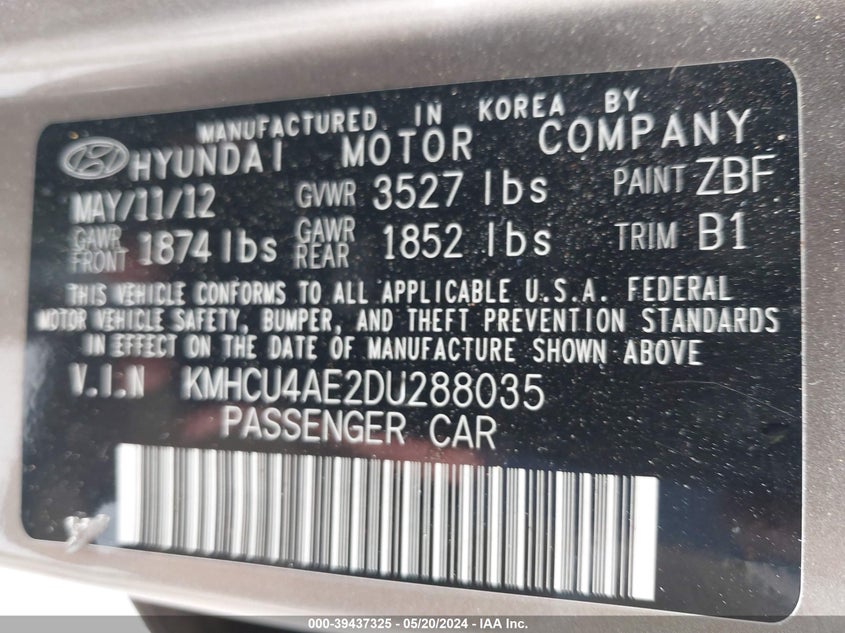 MANUFACTURED IN KOREA BY
HYUNDAI MOTOR COMPANY
MAY/11/12 GVWR 3527 lbs PAINT ZBF
GAWR FRONT 1874 lbs GAWR REAR 1852 lbs TRIM B1
THIS VEHICLE CONFORMS TO ALL APPLICABLE U.S.A. FEDERAL
MOTOR VEHICLE SAFETY, BUMPER, AND THEFT PREVENTION STANDARDS
IN EFFECT ON THE DATE OF MANUFACTURE SHOWN ABOVE
V.I.N KMHCU4AE2DU288035
PASSENGER CAR
000-39437325 - 05/20/2024 - IAA Inc.